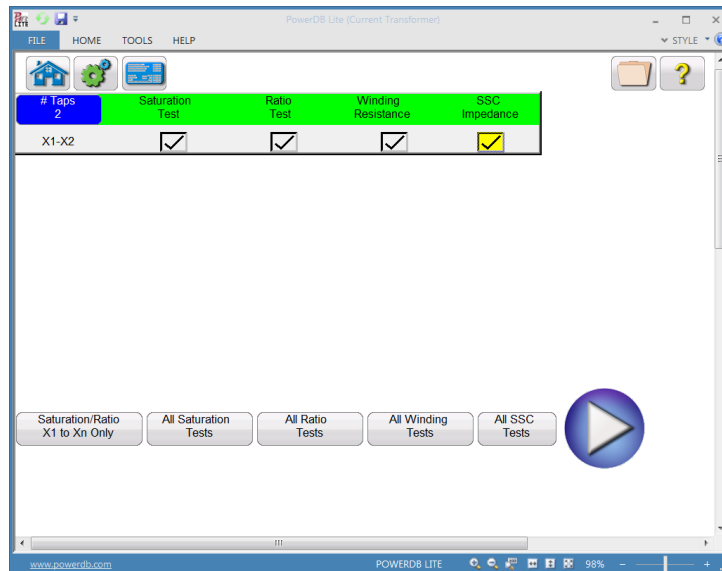 PowerDB Lite (Current Transformer)
FILE HOME TOOLS HELP
STYLE
# Taps Saturation Ratio Winding SSC
2 Test Test Resistance Impedance
X1-X2
Saturation/Ratio All Saturation All Ratio All Winding All SSC
X1 to Xn Only Tests Tests Tests Tests
www.powerdb.com POWERDB LITE 98%